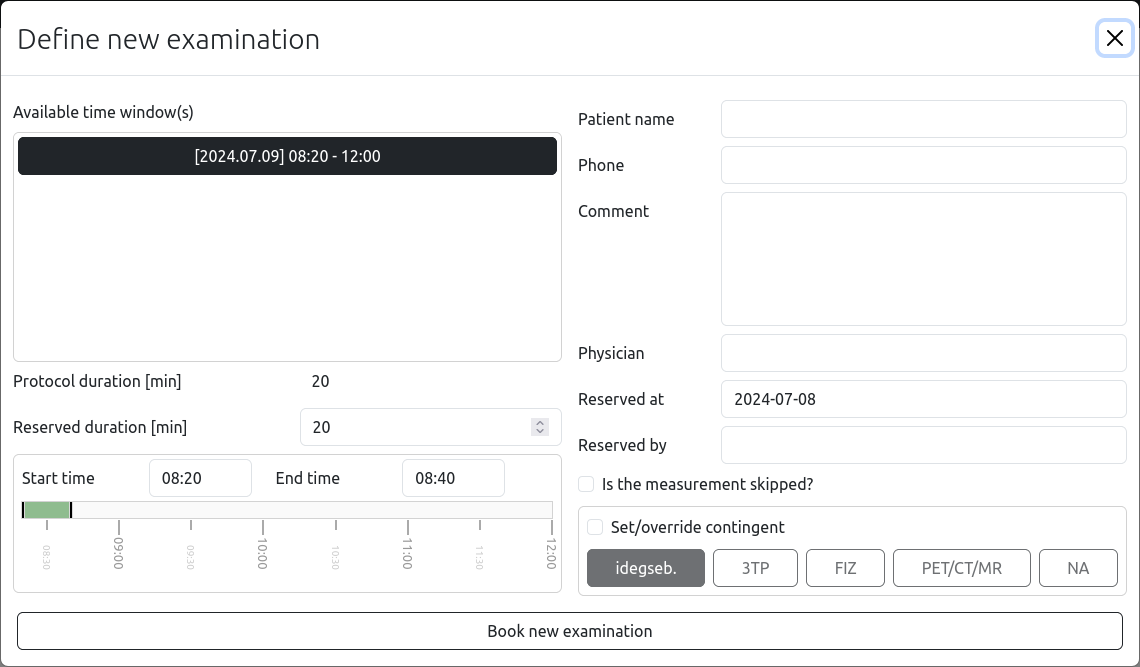 Define new examination
Available time window(s)
[2024.07.09] 08:20 - 12:00
Protocol duration [min] 20
Reserved duration [min] 20
Start time 08:20 End time 08:40
08:30 09:00 09:30 10:00 10:30 11:00 11:30 12:00
Patient name
Phone
Comment
Physician
Reserved at 2024-07-08
Reserved by
Is the measurement skipped?
Set/override contingent
idegseb. 3TP FIZ PET/CT/MR NA
Book new examination